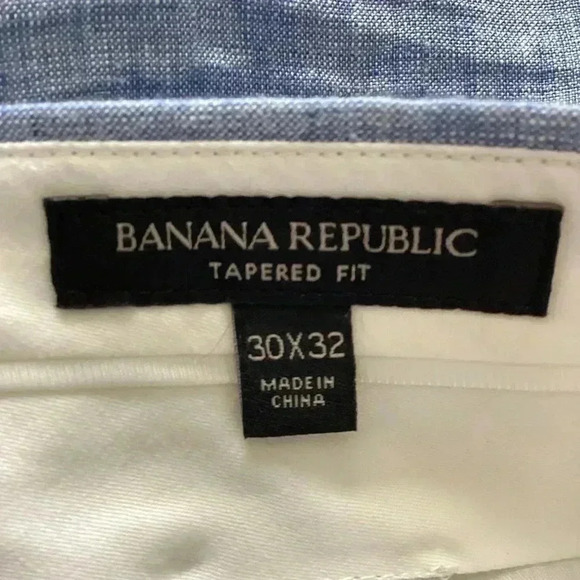 BANANA REPUBLIC
TAPERED FIT
30X32
MADE IN
CHINA